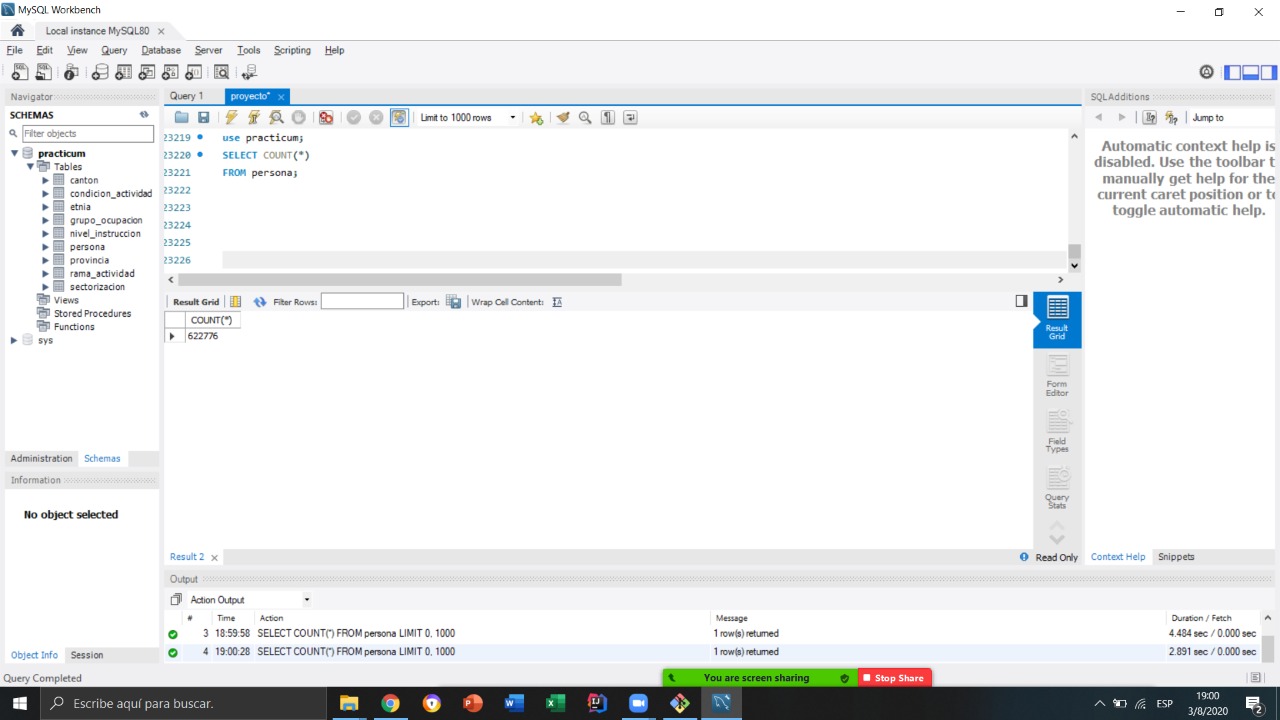 MySQL Workbench
Local instance MySQL80
File Edit View Query Database Server Tools Scripting Help
Navigator
SCHEMAS
Filter objects
practicum
Tables
canton
condicion_actividad
etnia
grupo_ocupacion
nivel_instruccion
persona
provincia
rama_actividad
sectorizacion
Views
Stored Procedures
Functions
sys
Administration Schemas
Information
No object selected
Object Info Session
Query 1 proyecto*
Limit to 1000 rows
23219 use practicum;
23220 SELECT COUNT(*)
23221 FROM persona;
23222
23223
23224
23225
23226
Result Grid Filter Rows: Export: Wrap Cell Content:
COUNT(*)
622776
Result Grid
Form Editor
Field Types
Query Stats
Result 2
Read Only
SQLAdditions
Jump to
Automatic context help is
disabled. Use the toolbar t
manually get help for the
current caret position or to
toggle automatic help.
Context Help Snippets
Output
Action Output
# Time Action Message Duration / Fetch
3 18:59:58 SELECT COUNT(*) FROM persona LIMIT 0, 1000 1 row(s) returned 4.484 sec / 0.000 sec
4 19:00:28 SELECT COUNT(*) FROM persona LIMIT 0, 1000 1 row(s) returned 2.891 sec / 0.000 sec
Query Completed
You are screen sharing Stop Share
Escribe aquí para buscar.
ESP
19:00
3/8/2020
2